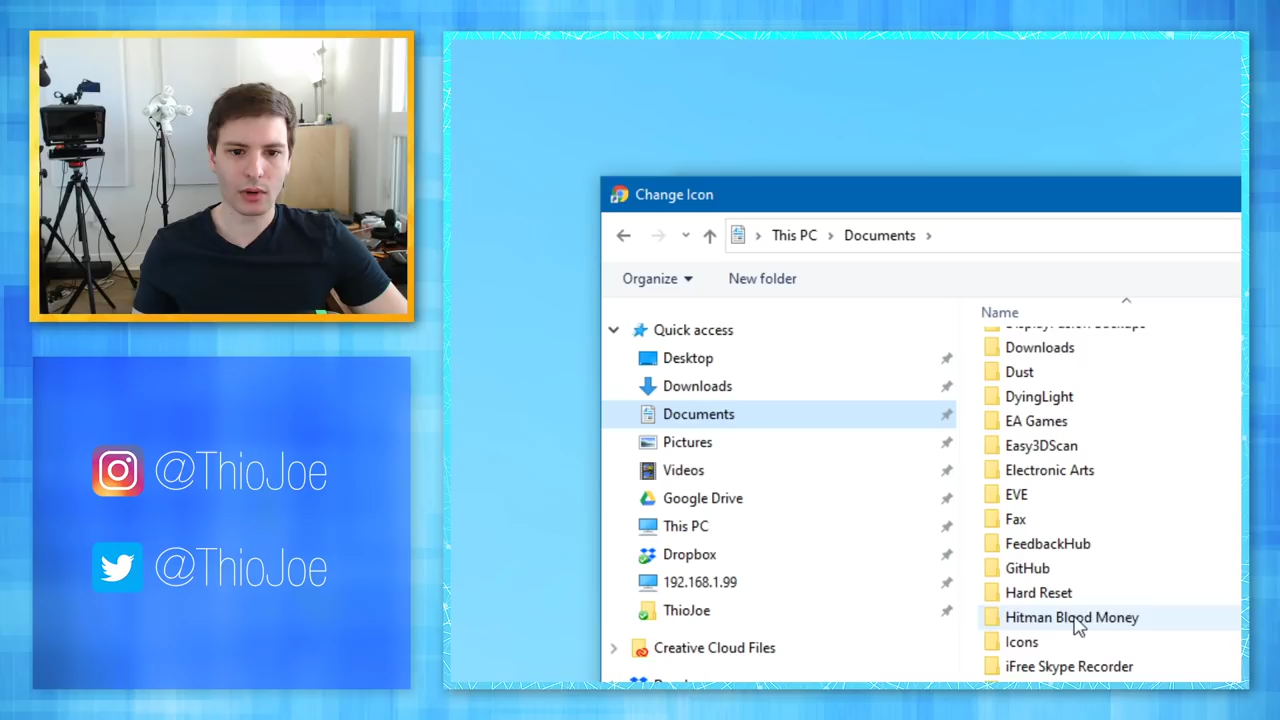 @ThioJoe
@ThioJoe
Change Icon
This PC
Documents
Organize
New folder
Name
Quick access
Desktop
Downloads
Documents
Pictures
Videos
Google Drive
This PC
Dropbox
192.168.1.99
ThioJoe
Creative Cloud Files
Downloads
Dust
DyingLight
EA Games
Easy3DScan
Electronic Arts
EVE
Fax
FeedbackHub
GitHub
Hard Reset
Hitman Blood Money
Icons
iFree Skype Recorder